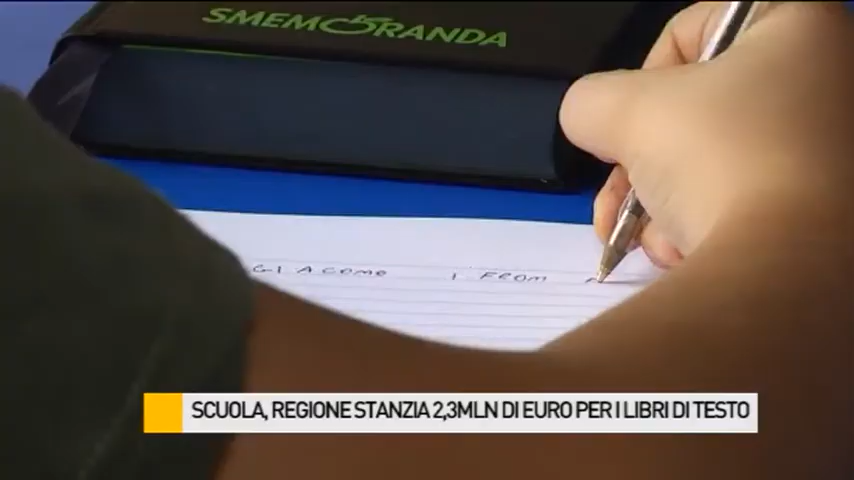 SMEMORANDA
GIACOMO I FROM
SCUOLA, REGIONE STANZIA 2,3MLN DI EURO PER I LIBRI DI TESTO